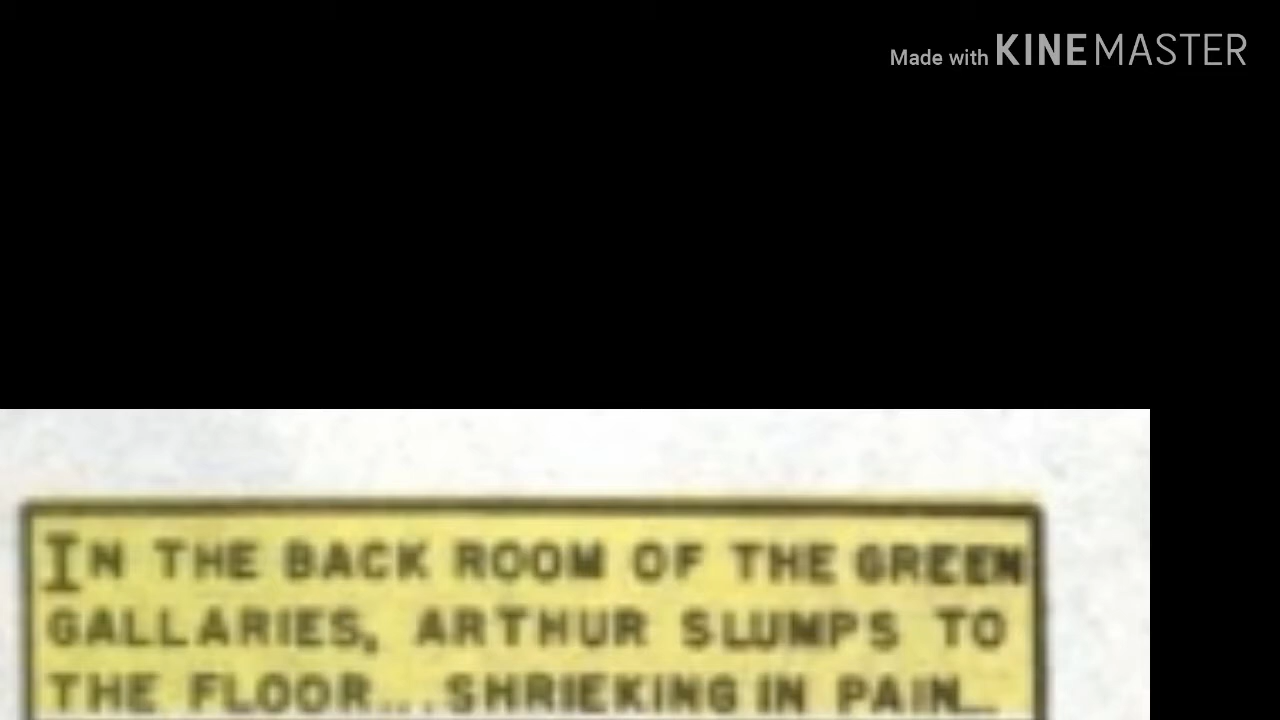 Made with KINEMASTER
IN THE BACK ROOM OF THE GREEN
GALLARIES, ARTHUR SLUMPS TO
THE FLOOR...SHRIEKING IN PAIN...